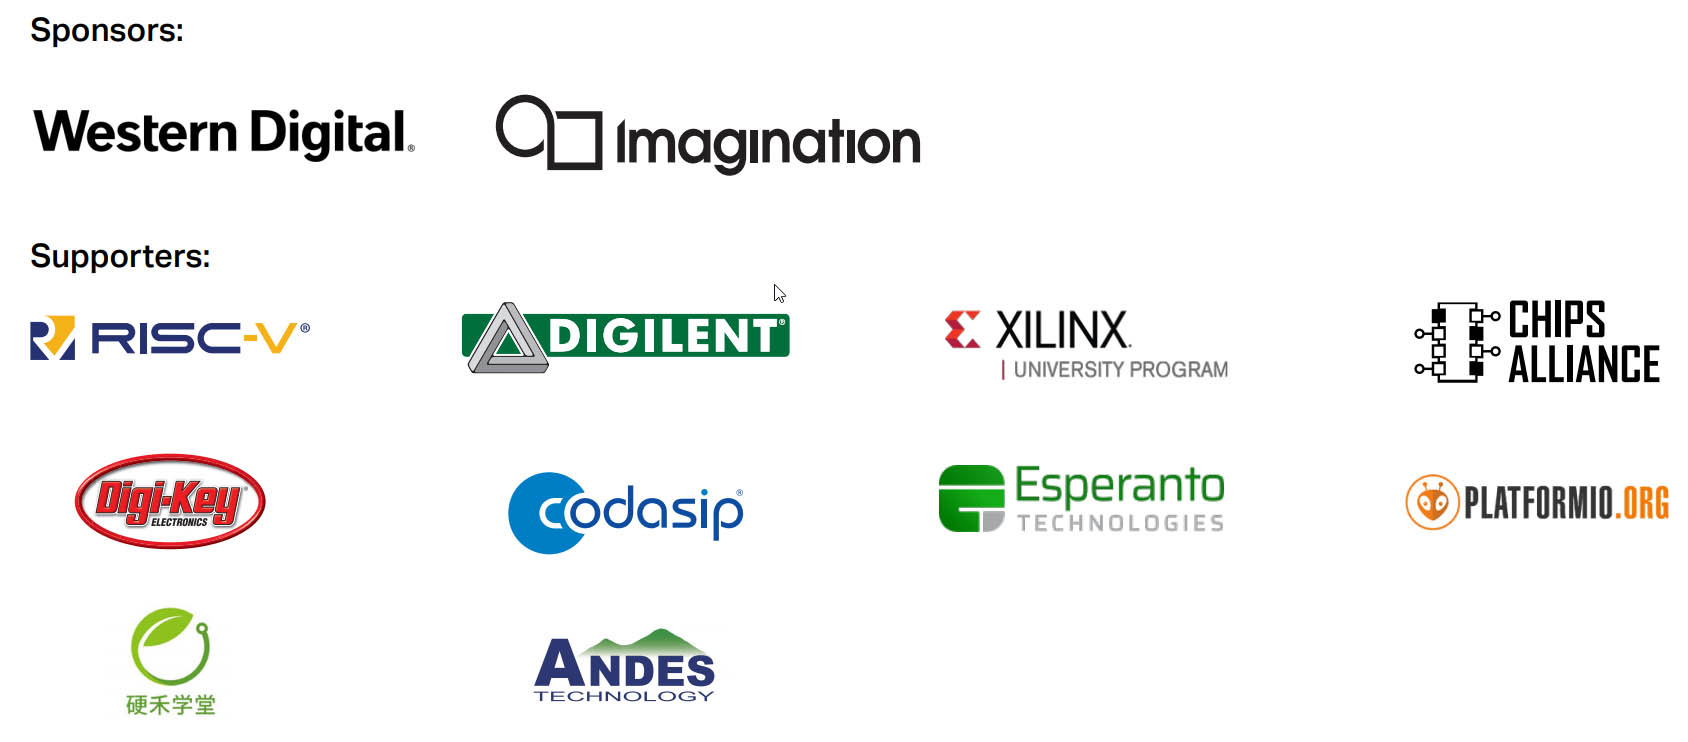 Sponsors:
Western Digital®
Imagination
Supporters:
RISC-V®
DIGILENT®
XILINX.
UNIVERSITY PROGRAM
CHIPS
ALLIANCE
Digi-Key®
ELECTRONICS
codasip®
Esperanto
TECHNOLOGIES
PLATFORMIO.ORG
硬禾学堂
ANDES
TECHNOLOGY